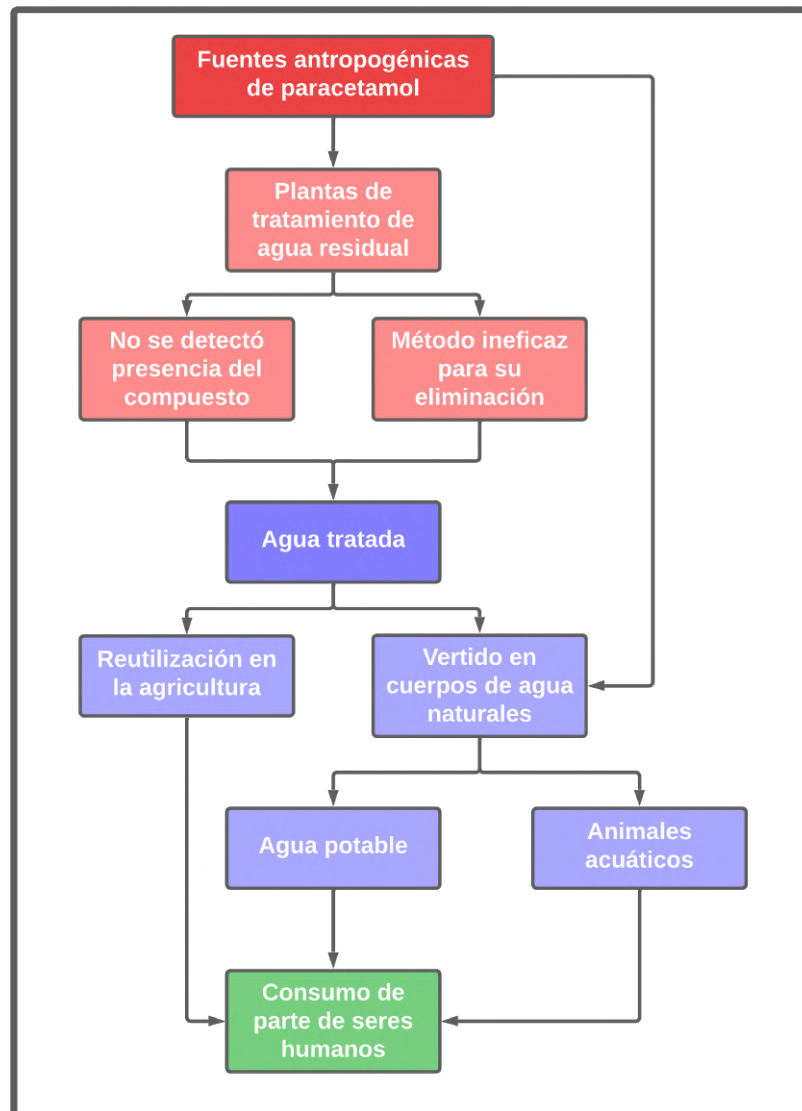 Fuentes antropogénicas
de paracetamol
Plantas de
tratamiento de
agua residual
No se detectó
presencia del
compuesto
Método ineficaz
para su
eliminación
Agua tratada
Reutilización en
la agricultura
Vertido en
cuerpos de agua
naturales
Agua potable
Animales
acuáticos
Consumo de
parte de seres
humanos